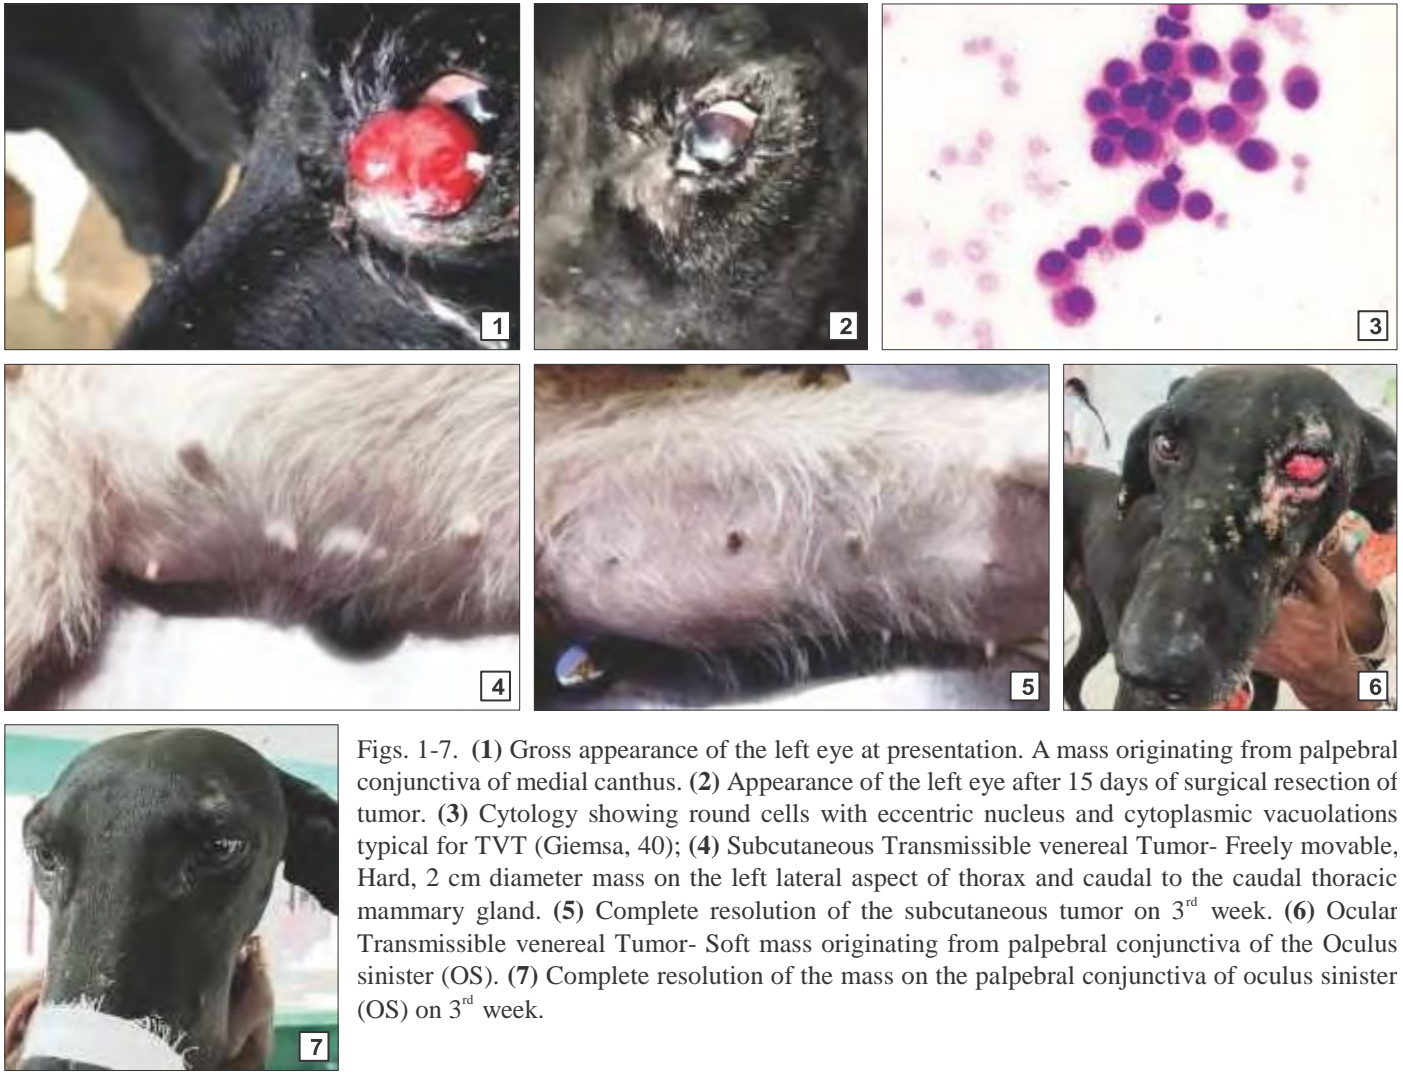 1
2
3
4
5
6
7
Figs. 1-7. (1) Gross appearance of the left eye at presentation. A mass originating from palpebral
conjunctiva of medial canthus. (2) Appearance of the left eye after 15 days of surgical resection of
tumor. (3) Cytology showing round cells with eccentric nucleus and cytoplasmic vacuolations
typical for TVT (Giemsa, 40); (4) Subcutaneous Transmissible venereal Tumor- Freely movable,
Hard, 2 cm diameter mass on the left lateral aspect of thorax and caudal to the caudal thoracic
mammary gland. (5) Complete resolution of the subcutaneous tumor on 3rd week. (6) Ocular
Transmissible venereal Tumor- Soft mass originating from palpebral conjunctiva of the Oculus
sinister (OS). (7) Complete resolution of the mass on the palpebral conjunctiva of oculus sinister
(OS) on 3rd week.